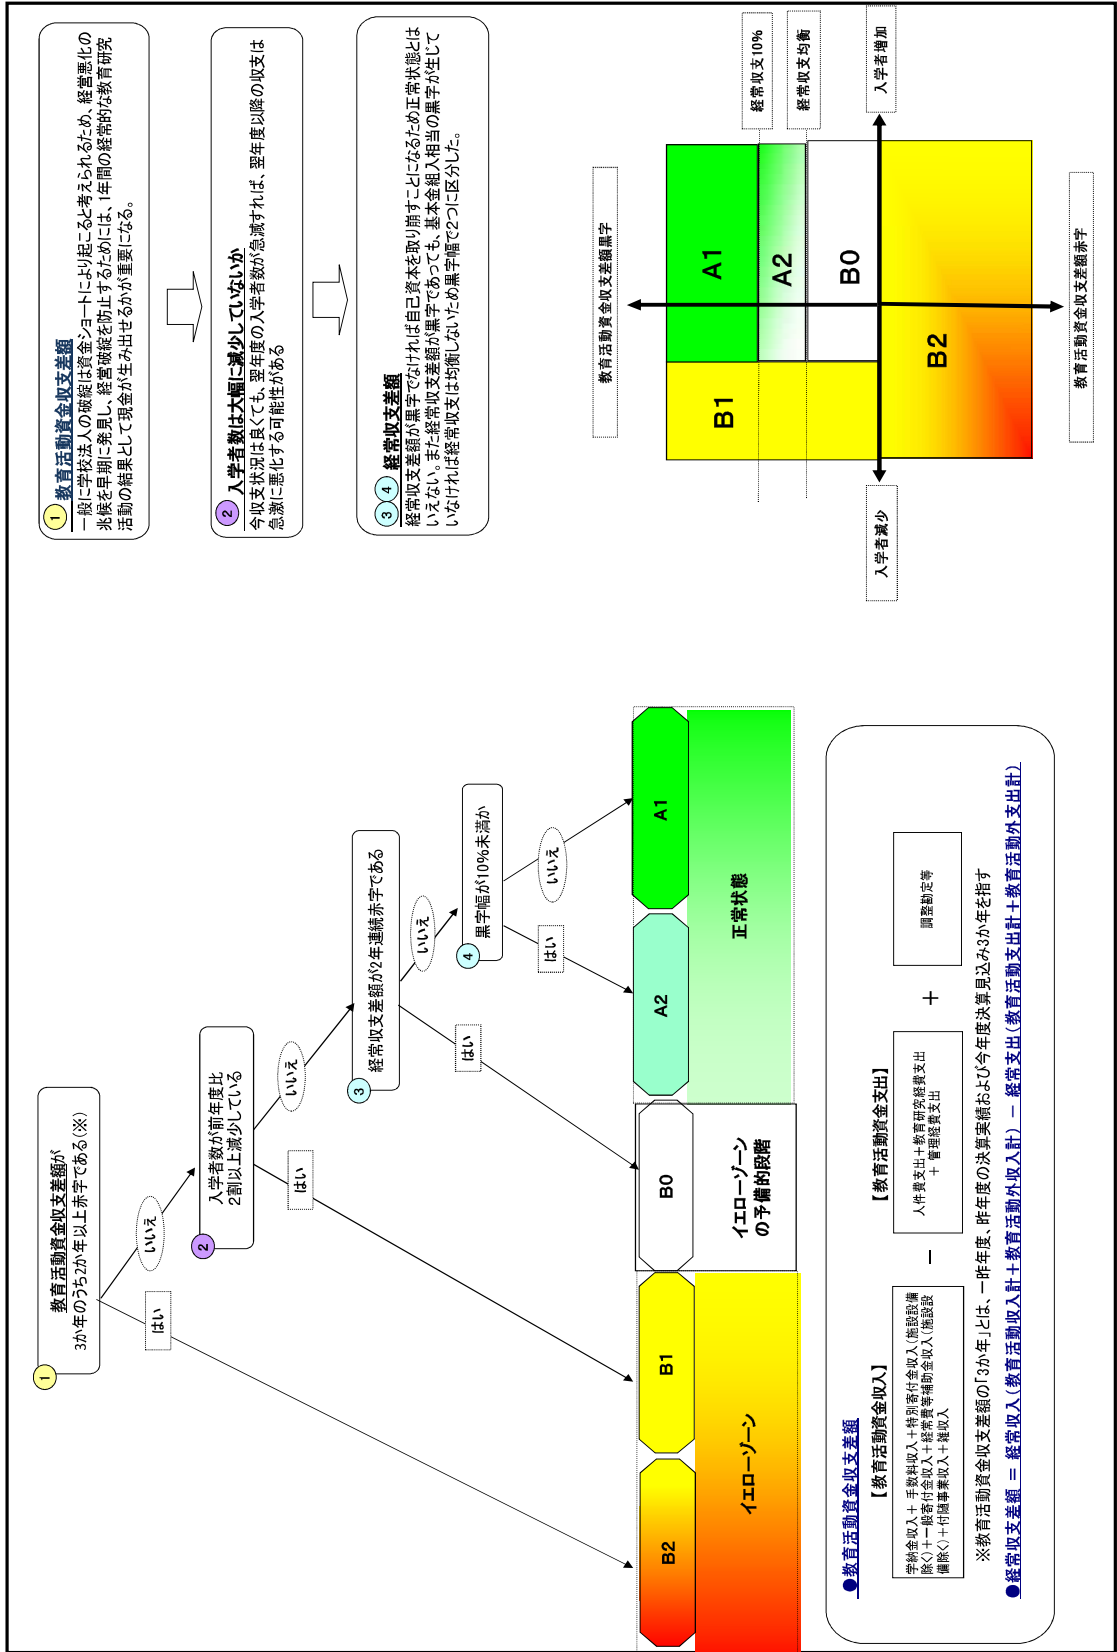 ① 教育活動資金収支差額が
3か年のうち2か年以上赤字である(※)
はい
いいえ
② 入学者数が前年度比
2割以上減少している
はい
いいえ
③ 経常収支差額が2年連続赤字である
はい
いいえ
④ 黒字幅が10%未満か
はい
いいえ
B2
B1
B0
A2
A1
イエローゾーン
イエローゾーン
の予備的段階
正常状態
●教育活動資金収支差額
【教育活動資金収入】
学納金収入＋手数料収入＋特別寄付金収入(施設設備
除く)＋一般寄付金収入＋経常費等補助金収入(施設設
備除く)＋付随事業収入＋雑収入
－
【教育活動資金支出】
人件費支出＋教育研究経費支出
＋管理経費支出
＋
調整勘定等
※教育活動資金収支差額の「3か年」とは、一昨年度、昨年度の決算実績および今年度決算見込み3か年を指す
●経常収支差額 ＝ 経常収入(教育活動収入計＋教育活動外収入計) － 経常支出(教育活動支出計＋教育活動外支出計)
① 教育活動資金収支差額
一般に学校法人の破綻は資金ショートにより起こると考えられるため、経営悪化の
兆候を早期に発見し、経営破綻を防止するためには、1年間の経常的な教育研究
活動の結果として現金が生み出せるかが重要になる。
② 入学者数は大幅に減少していないか
今収支状況は良くても、翌年度の入学者数が急減すれば、翌年度以降の収支は
急激に悪化する可能性がある
③④ 経常収支差額
経常収支差額が黒字でなければ自己資本を取り崩すことになるため正常状態とは
いえない。また経常収支差額が黒字であっても、基本金組入相当の黒字が生じて
いなければ経常収支は均衡しないため黒字幅で2つに区分した。
教育活動資金収支差額黒字
経常収支10%
経常収支均衡
B1
A1
A2
B0
B2
入学者減少
入学者増加
教育活動資金収支差額赤字